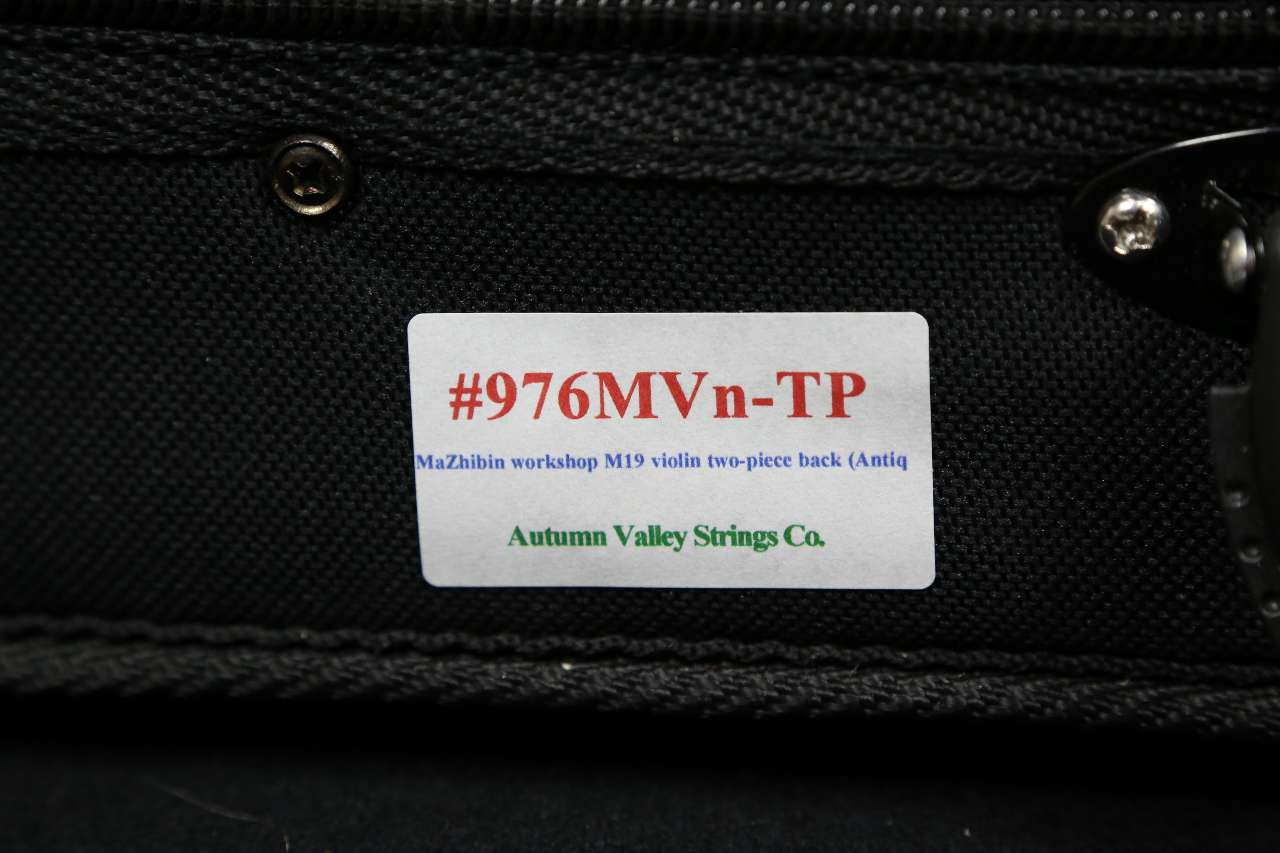 #976MVn-TP
MaZhibin workshop M19 violin two-piece back (Antiq
Autumn Valley Strings Co.